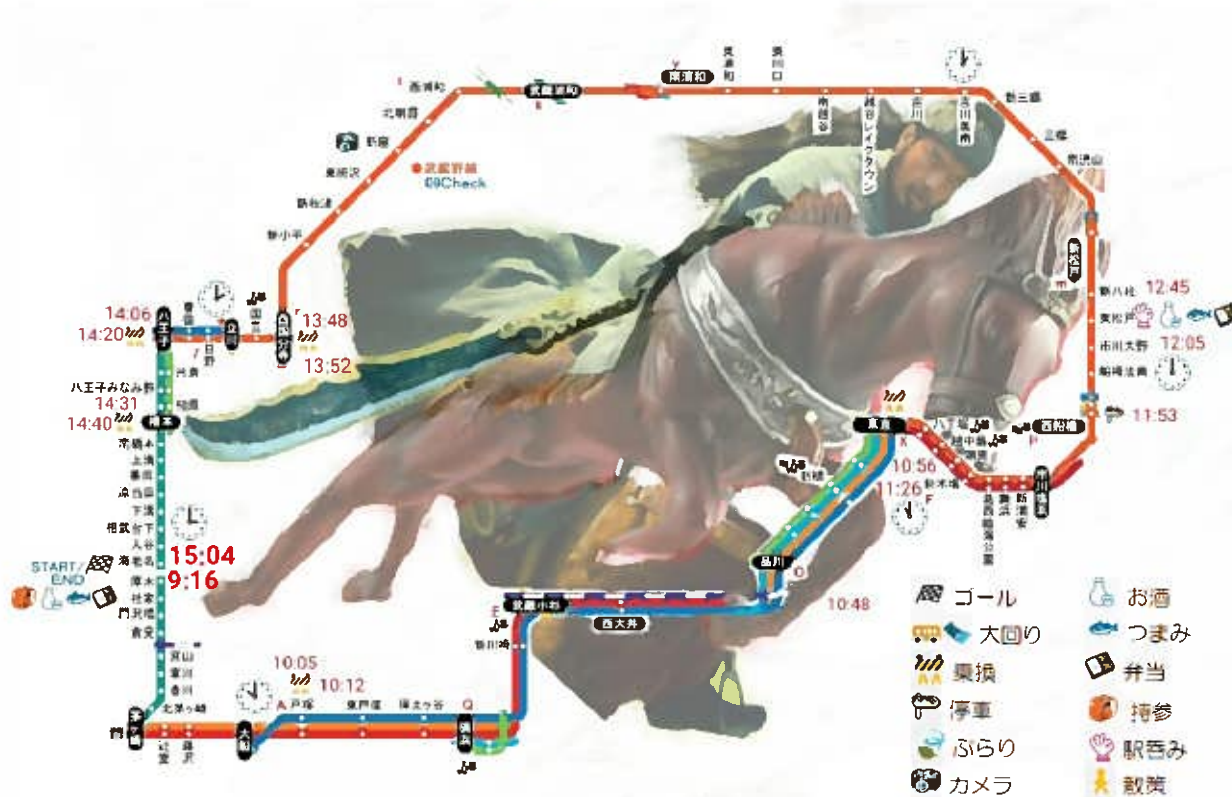 西浦和
武蔵浦和
南浦和
東浦和
東川口
南越谷
越谷レイクタウン
吉川
吉川美南
新三郷
三郷
南流山
新松戸
新八柱
12:45
東松戸
市川大野
12:05
船橋法典
西船橋
11:53
市川塩浜
新浦安
舞浜
葛西臨海公園
新木場
八丁堀
東京
10:56
11:26
新橋
品川
10:48
西大井
武蔵小杉
新川崎
横浜
保土ヶ谷
東戸塚
戸塚
10:05
10:12
大船
藤沢
辻堂
茅ヶ崎
北茅ヶ崎
香川
寒川
宮山
倉見
門沢橋
社家
厚木
海老名
START/
END
15:04
9:16
入谷
相武台下
下溝
原当麻
番田
上溝
南橋本
橋本
14:31
14:40
相原
八王子みなみ野
片倉
八王子
14:06
14:20
豊田
日野
立川
国立
西国分寺
13:48
13:52
新小平
新秋津
東所沢
新座
北朝霞
武蔵野線
Check
ゴール
大回り
乗換
停車
ぶらり
カメラ
お酒
つまみ
弁当
持参
駅呑み
散策